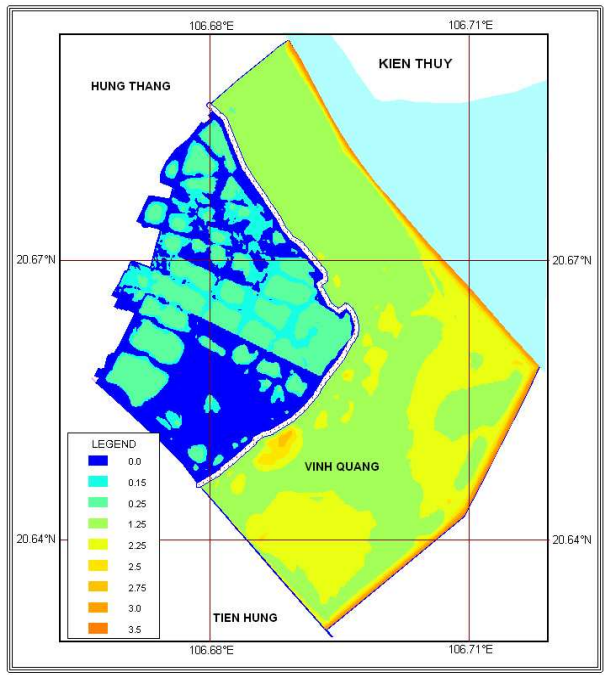 106.68°E 106.71°E
KIEN THUY
HUNG THANG
20.67°N 20.67°N
LEGEND
0.0
0.15
0.25
1.25
2.25
2.5
2.75
3.0
3.5
VINH QUANG
20.64°N 20.64°N
TIEN HUNG
106.68°E 106.71°E